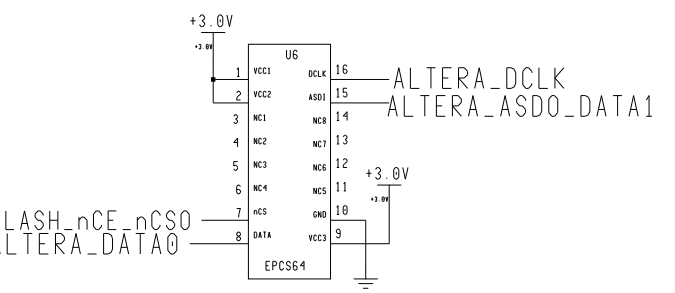 +3.0V
+3.0V
U6
1 VCC1 DCLK 16 ALTERA_DCLK
2 VCC2 ASDI 15 ALTERA_ASDO_DATA1
3 NC1 NC8 14
4 NC2 NC7 13
5 NC3 NC6 12
+3.0V
+3.0V
6 NC4 NC5 11
LASH_nCE_nCSO 7 nCS GND 10
LTERA_DATA0 8 DATA VCC3 9
EPCS64